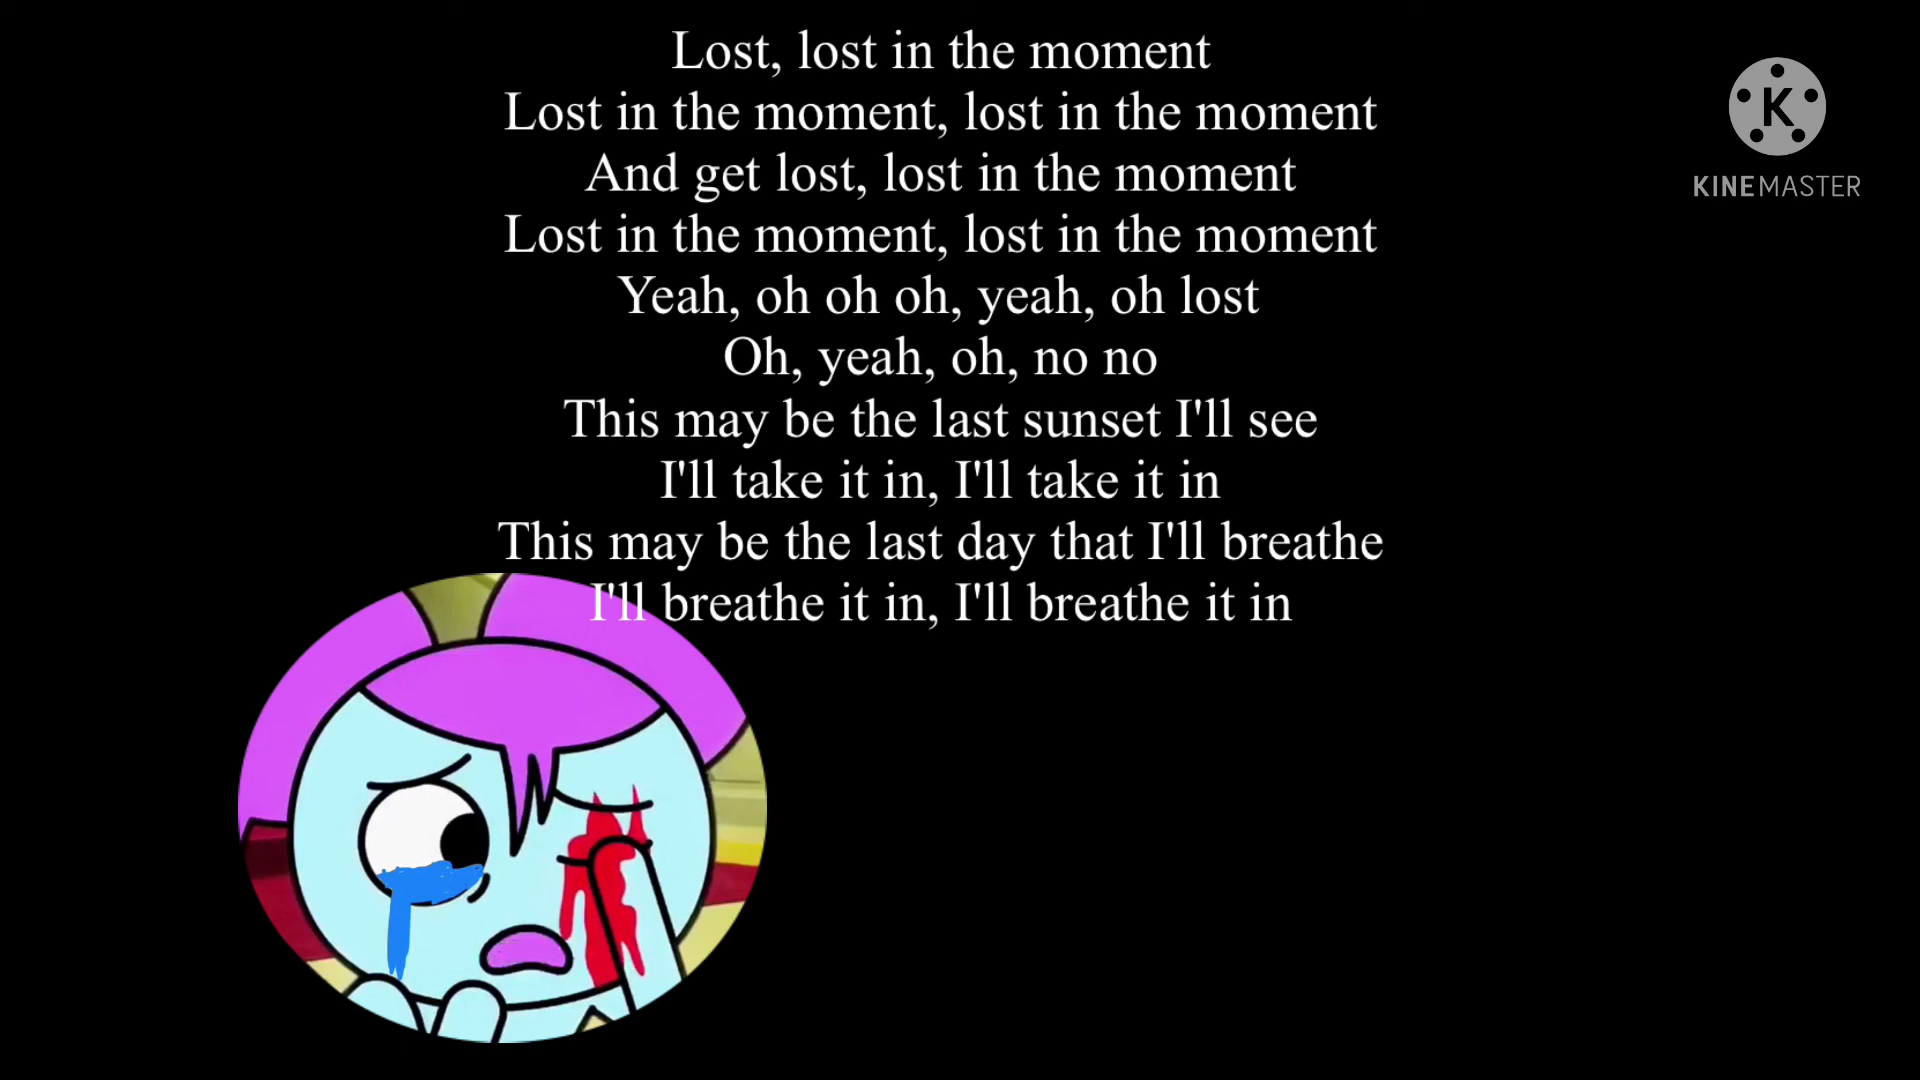 Lost, lost in the moment
Lost in the moment, lost in the moment
And get lost, lost in the moment
Lost in the moment, lost in the moment
Yeah, oh oh oh, yeah, oh lost
Oh, yeah, oh, no no
This may be the last sunset I'll see
I'll take it in, I'll take it in
This may be the last day that I'll breathe
I'll breathe it in, I'll breathe it in
K
KINEMASTER